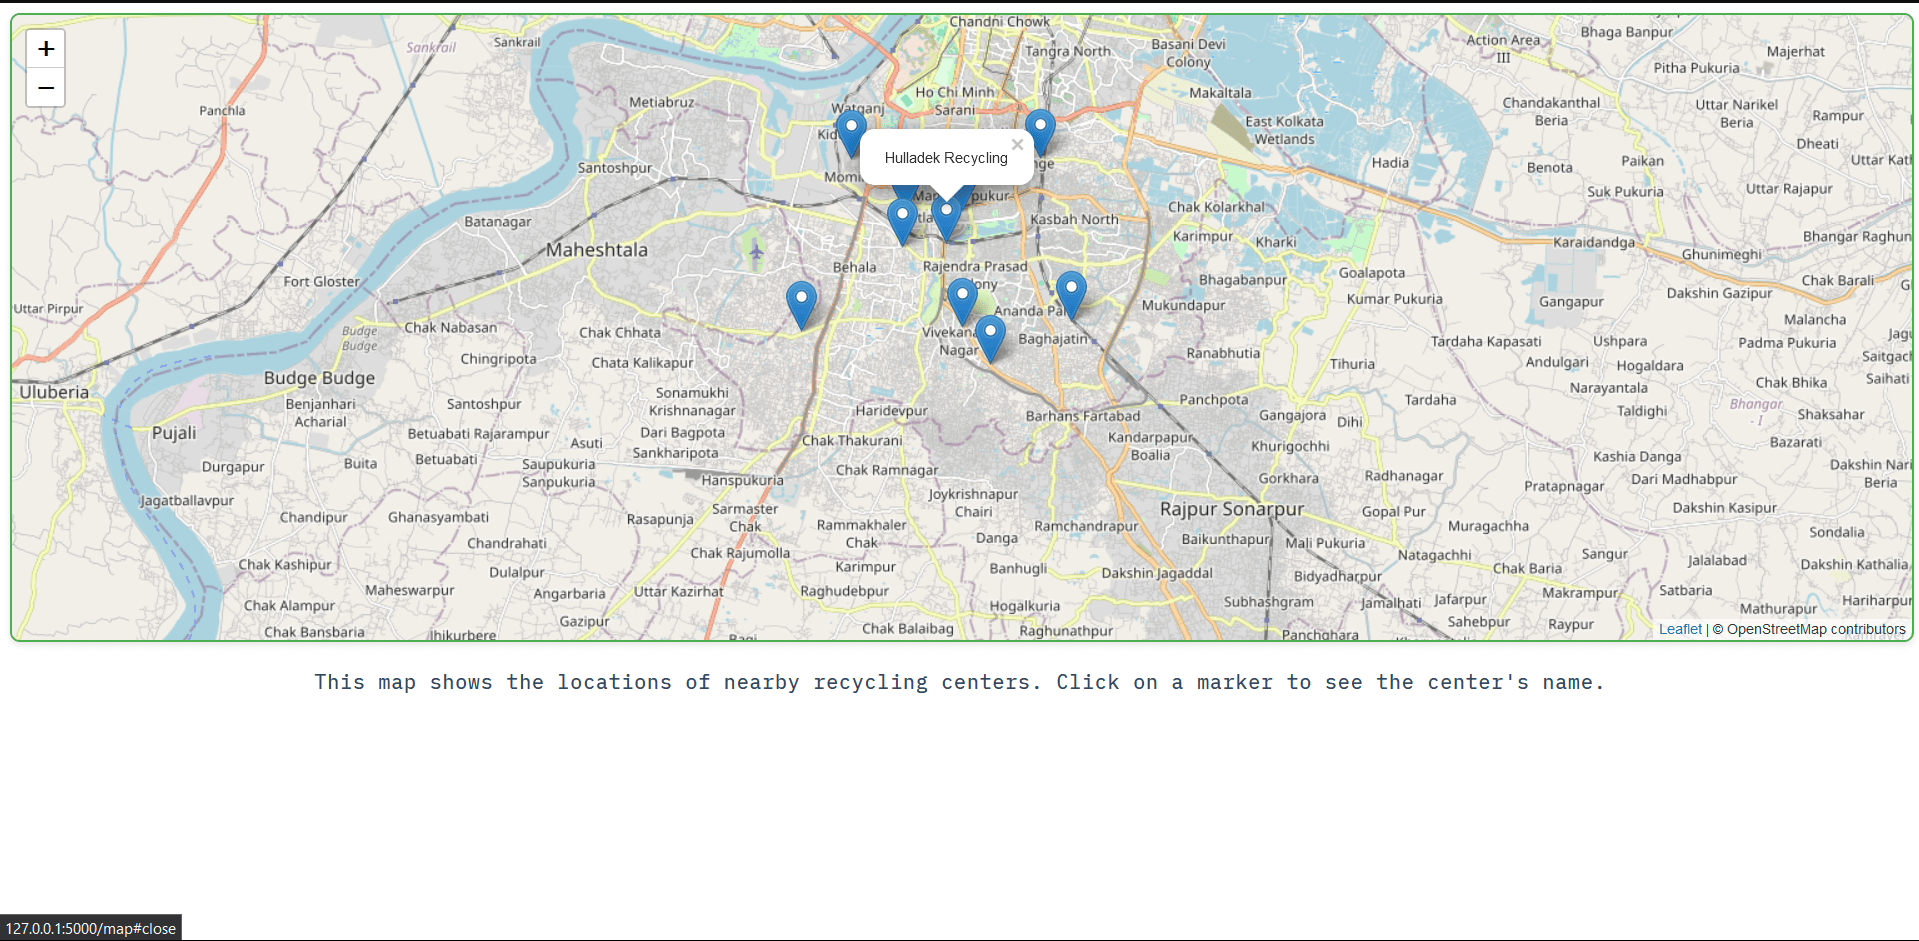 Chandni Chowk
Bhaga Banpur
+
Sankrail
Sankrail
Tangra North
Basani Devi
Colony
Action Area
III
Majerhat
Pitha Pukuria
−
Panchla
Metiabruz
Ho Chi Minh
Sarani
Makaltala
Chandakanthal
Beria
Uttar Narikel
Beria
Rampur
Watganj
East Kolkata
Wetlands
Dheati
Hulladek Recycling
×
Santoshpur
Hadia
Benota
Paikan
Suk Pukuria
Uttar Rajapur
Batanagar
Kasbah North
Chak Kolarkhal
Karimpur
Kharki
Karaidandga
Bhangar Raghun
Maheshtala
Behala
Rajendra Prasad
Ghunimeghi
Fort Gloster
Bhagabanpur
Goalapota
Chak Barali
Uttar Pirpur
Mukundapur
Kumar Pukuria
Gangapur
Dakshin Gazipur
Budge
Budge
Chak Nabasan
Chak Chhata
Ananda
Malancha
Nagar
Baghajatin
Ranabhutia
Tardaha Kapasati
Ushpara
Padma Pukuria
Chingripota
Chata Kalikapur
Tihuria
Andulgari
Hogaldara
Budge Budge
Uluberia
Sonamukhi
Krishnanagar
Narayantala
Chak Bhika
Saihati
Benjanhari
Acharial
Santoshpur
Haridevpur
Barhans Fartabad
Panchpota
Gangajora
Dihi
Tardaha
Taldighi
Bhangar
- I
Shaksahar
Pujali
Betuabati Rajarampur
Asuti
Dari Bagpota
Sankharipota
Chak Thakurani
Kandarpapur
Boalia
Khurigochhi
Bazarati
Durgapur
Buita
Betuabati
Saupukuria
Sanpukuria
Hanspukuria
Chak Ramnagar
Gorkhara
Radhanagar
Kashia Danga
Dari Madhabpur
Dakshin Nari
Beria
Jagatballavpur
Chandipur
Ghanasyambati
Rasapunja
Sarmaster
Chak
Joykrishnapur
Chairi
Rajpur Sonarpur
Gopal Pur
Pratapnagar
Dakshin Kasipur
Rammakhaler
Chak
Ramchandrapur
Muragachha
Sondalia
Chandrahati
Chak Rajumolla
Danga
Baikunthapur
Mali Pukuria
Natagachhi
Sangur
Jalalabad
Chak Kashipur
Dulalpur
Karimpur
Banhugli
Dakshin Jagaddal
Bidyadharpur
Chak Baria
Dakshin Kathalia
Maheswarpur
Angarbaria
Uttar Kazirhat
Raghudebpur
Makrampur
Satbaria
Chak Alampur
Hogalkuria
Subhashgram
Jamalhati
Jafarpur
Mathurapur
Hariharpur
Chak Bansbaria
Gazipur
Chak Balaibag
Raghunathpur
Sahebpur
Raypur
Leaflet | © OpenStreetMap contributors
This map shows the locations of nearby recycling centers. Click on a marker to see the center's name.
127.0.0.1:5000/map#close